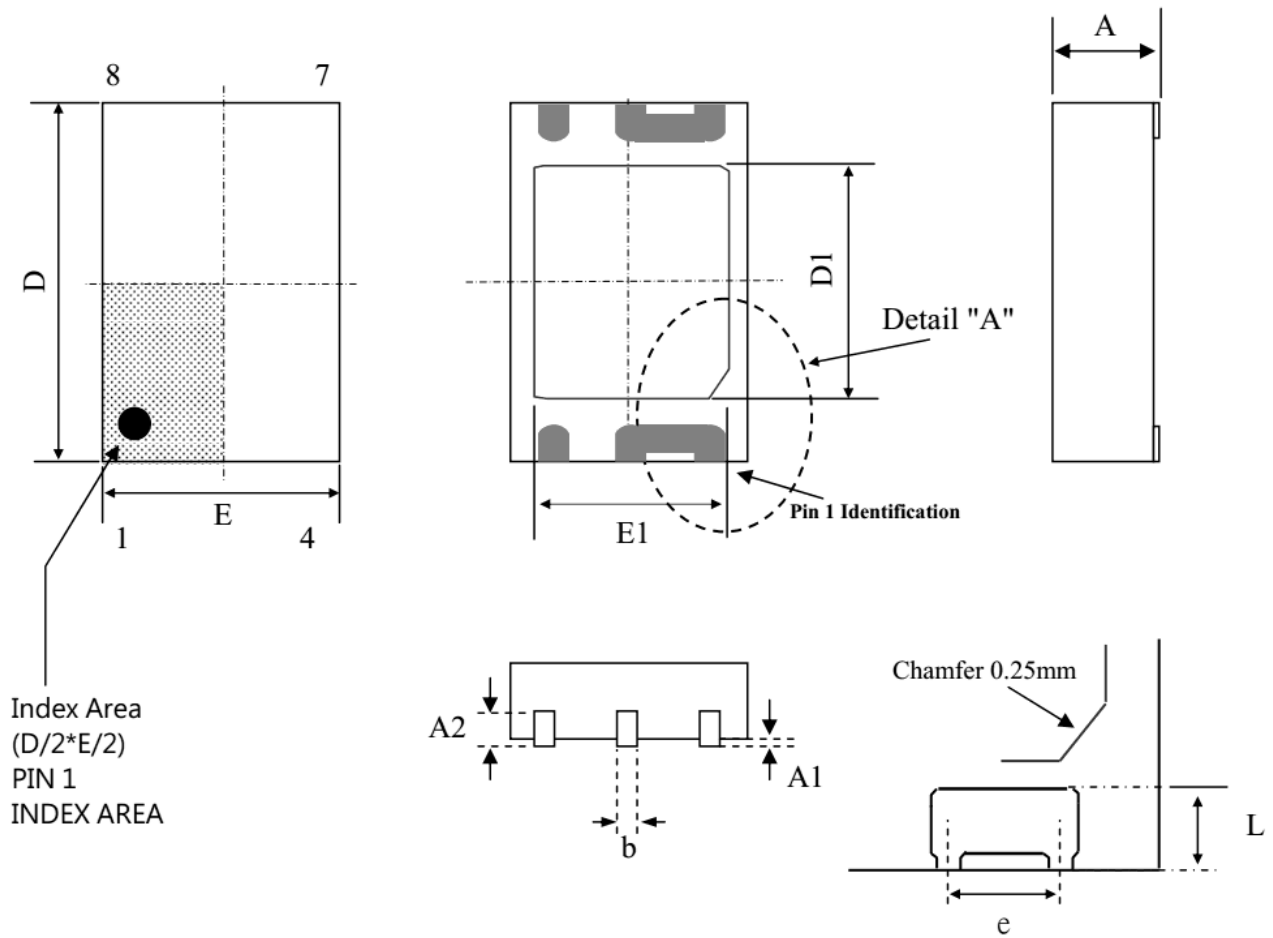 A
8
7
D
D1
Detail "A"
E
E1
Pin 1 Identification
1
4
Index Area
(D/2*E/2)
PIN 1
INDEX AREA
A2
A1
b
Chamfer 0.25mm
L
e